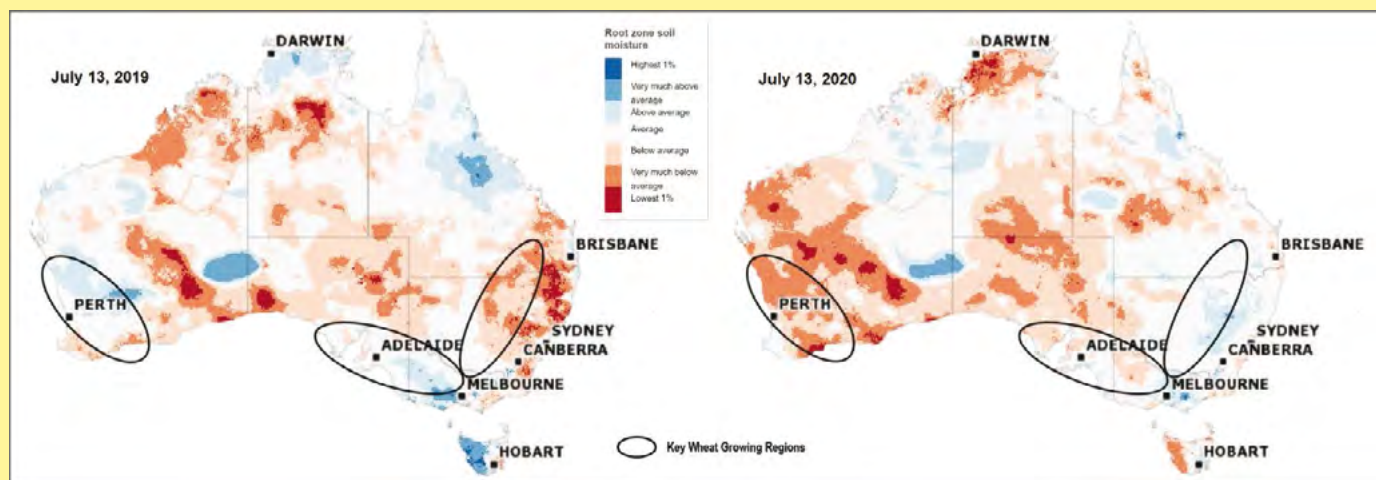 July 13, 2019
DARWIN
BRISBANE
PERTH
SYDNEY
ADELAIDE
CANBERRA
MELBOURNE
HOBART
Root zone soil
moisture
Highest 1%
Very much above
average
Above average
Average
Below average
Very much below
average
Lowest 1%
July 13, 2020
DARWIN
BRISBANE
PERTH
SYDNEY
ADELAIDE
CANBERRA
MELBOURNE
HOBART
Key Wheat Growing Regions